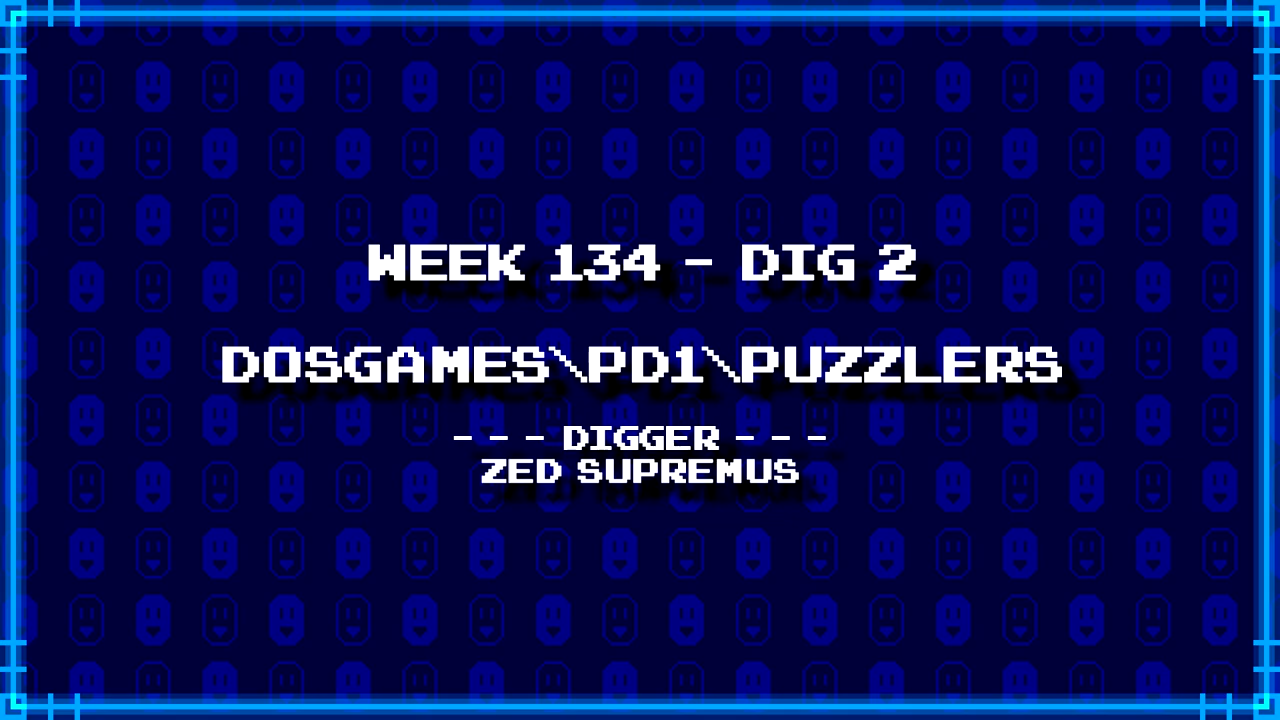 WEEK 134 - DIG 2
DOSGAMES\PD1\PUZZLERS
- - - DIGGER - - -
ZED SUPREMUS